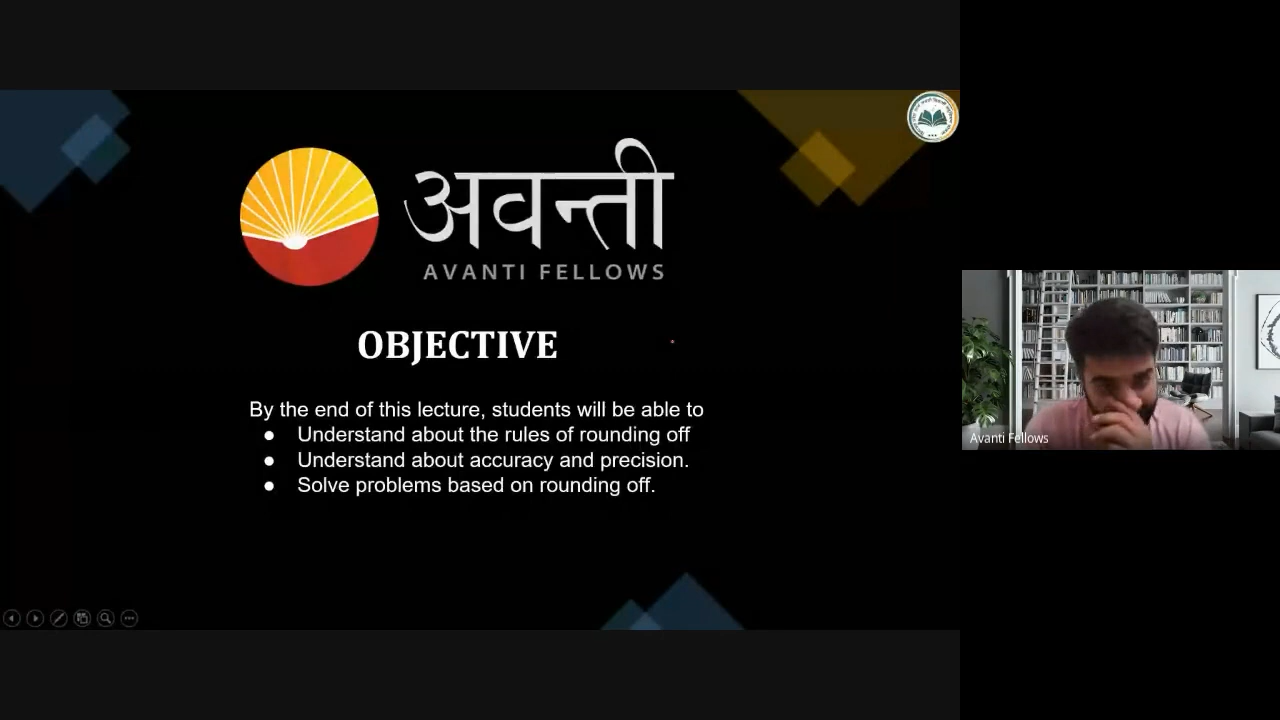 अवन्ती
AVANTI FELLOWS
OBJECTIVE
By the end of this lecture, students will be able to
● Understand about the rules of rounding off
● Understand about accuracy and precision.
● Solve problems based on rounding off.
Avanti Fellows